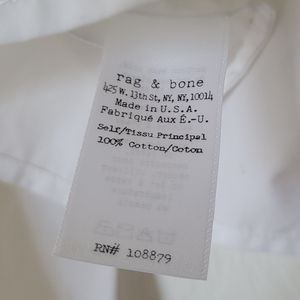 rag & bone
425 W. 13th St, NY, NY, 10014
Made in U.S.A.
Fabriqué Aux É.-U.
Self/Tissu Principal
100% Cotton/Coton
RN# 108879